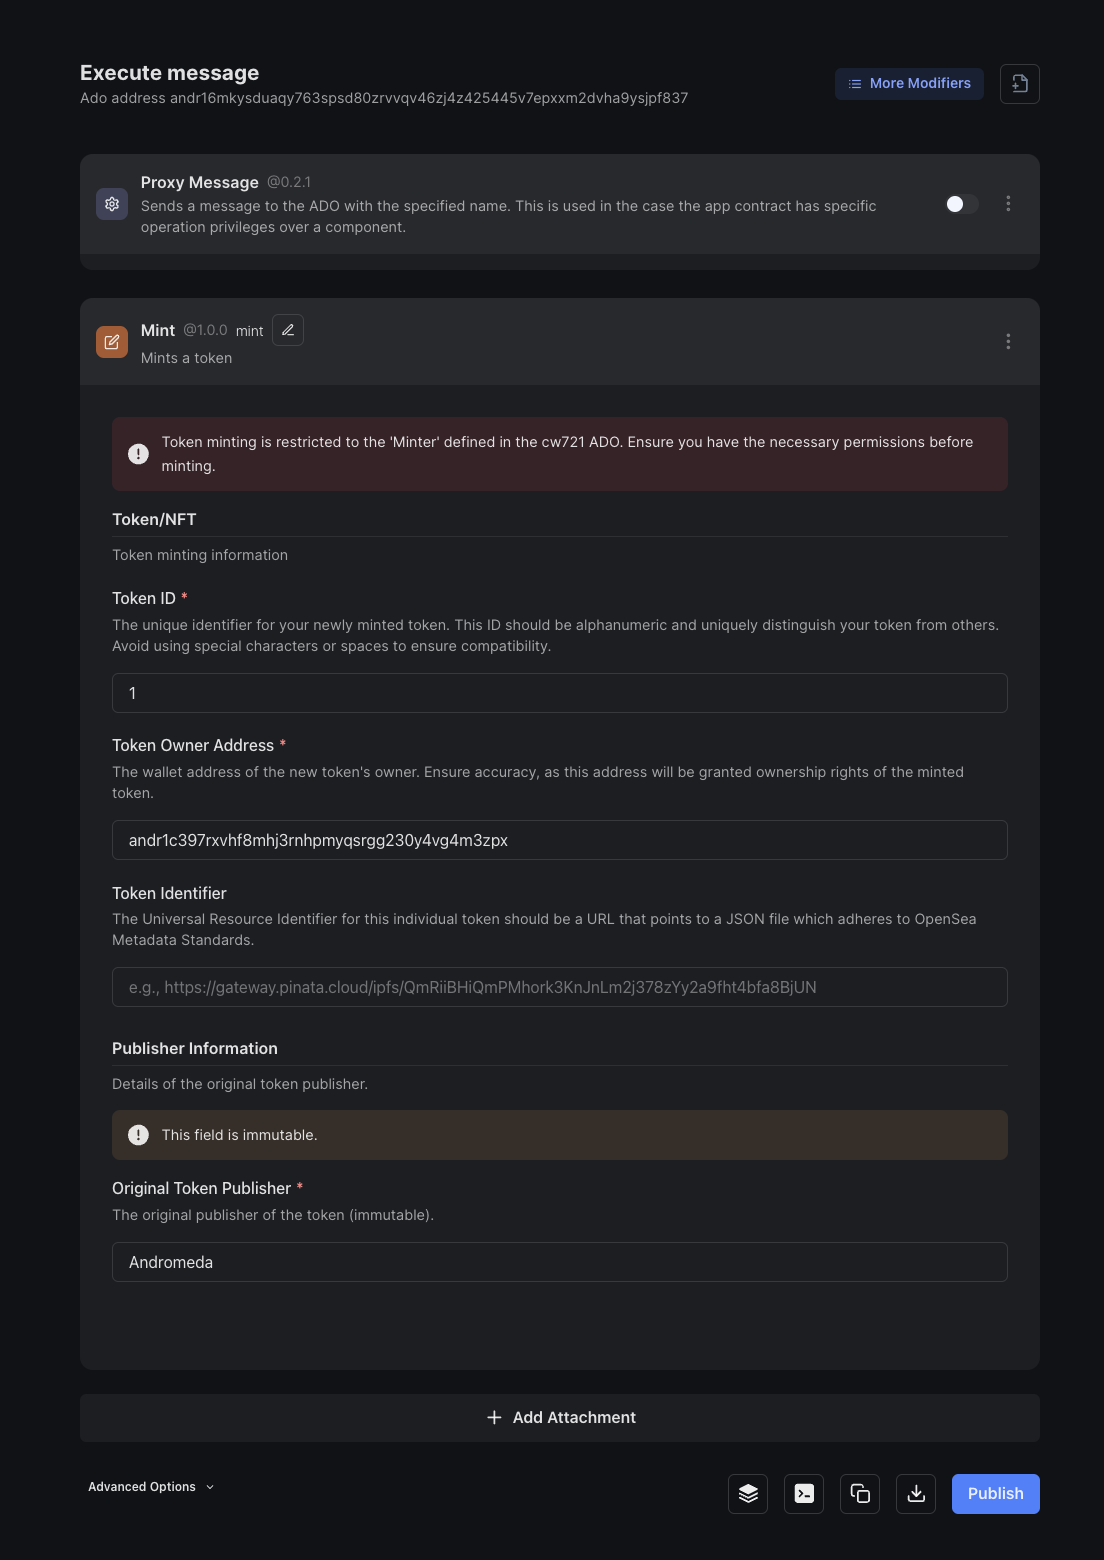 Execute message
Ado address andr16mkysduaqy763spsd80zrvvqv46zj4z425445v7epxxm2dvha9ysjpf837
More Modifiers
Proxy Message @0.2.1
Sends a message to the ADO with the specified name. This is used in the case the app contract has specific
operation privileges over a component.
Mint @1.0.0 mint
Mints a token
Token minting is restricted to the 'Minter' defined in the cw721 ADO. Ensure you have the necessary permissions before
minting.
Token/NFT
Token minting information
Token ID *
The unique identifier for your newly minted token. This ID should be alphanumeric and uniquely distinguish your token from others.
Avoid using special characters or spaces to ensure compatibility.
1
Token Owner Address *
The wallet address of the new token's owner. Ensure accuracy, as this address will be granted ownership rights of the minted
token.
andr1c397rxvhf8mhj3rnhpmyqsrgg230y4vg4m3zpx
Token Identifier
The Universal Resource Identifier for this individual token should be a URL that points to a JSON file which adheres to OpenSea
Metadata Standards.
e.g., https://gateway.pinata.cloud/ipfs/QmRiiBHiQmPMhork3KnJnLm2j378zYy2a9fht4bfa8BjUN
Publisher Information
Details of the original token publisher.
This field is immutable.
Original Token Publisher *
The original publisher of the token (immutable).
Andromeda
Add Attachment
Advanced Options
Publish